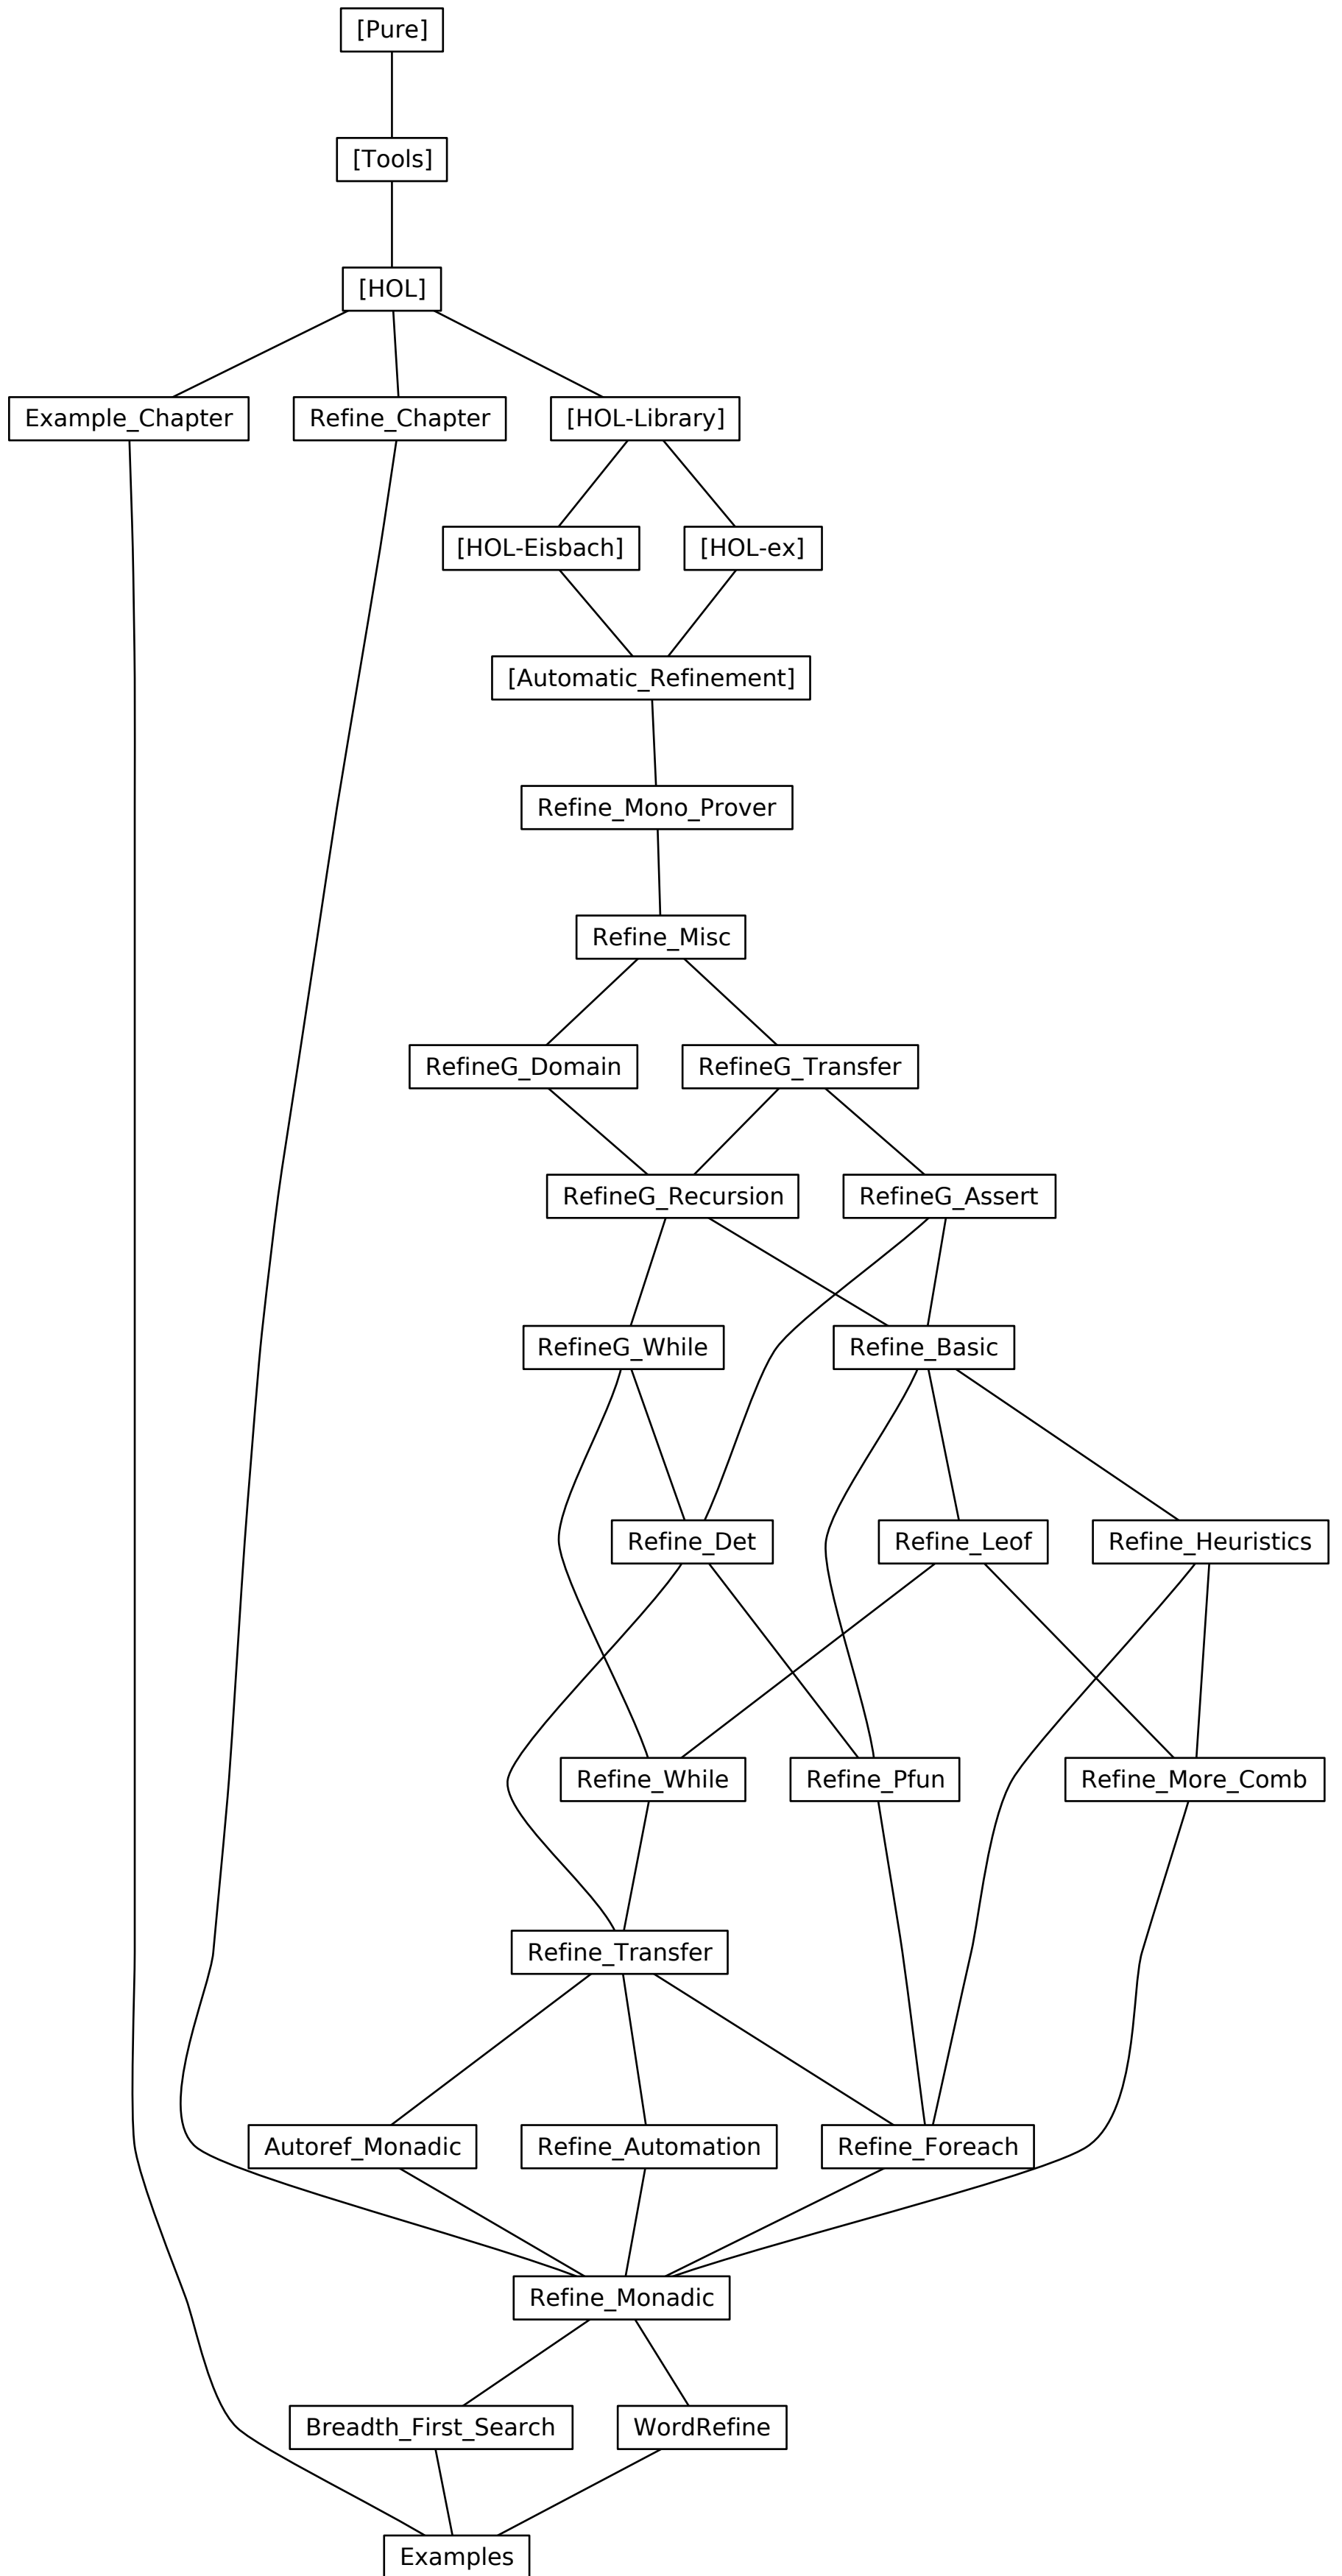 [Pure]
[Tools]
[HOL]
Example_Chapter
Refine_Chapter
[HOL-Library]
[HOL-Eisbach]
[HOL-ex]
[Automatic_Refinement]
Refine_Mono_Prover
Refine_Misc
RefineG_Domain
RefineG_Transfer
RefineG_Recursion
RefineG_Assert
RefineG_While
Refine_Basic
Refine_Det
Refine_Leof
Refine_Heuristics
Refine_While
Refine_Pfun
Refine_More_Comb
Refine_Transfer
Autoref_Monadic
Refine_Automation
Refine_Foreach
Refine_Monadic
Breadth_First_Search
WordRefine
Examples